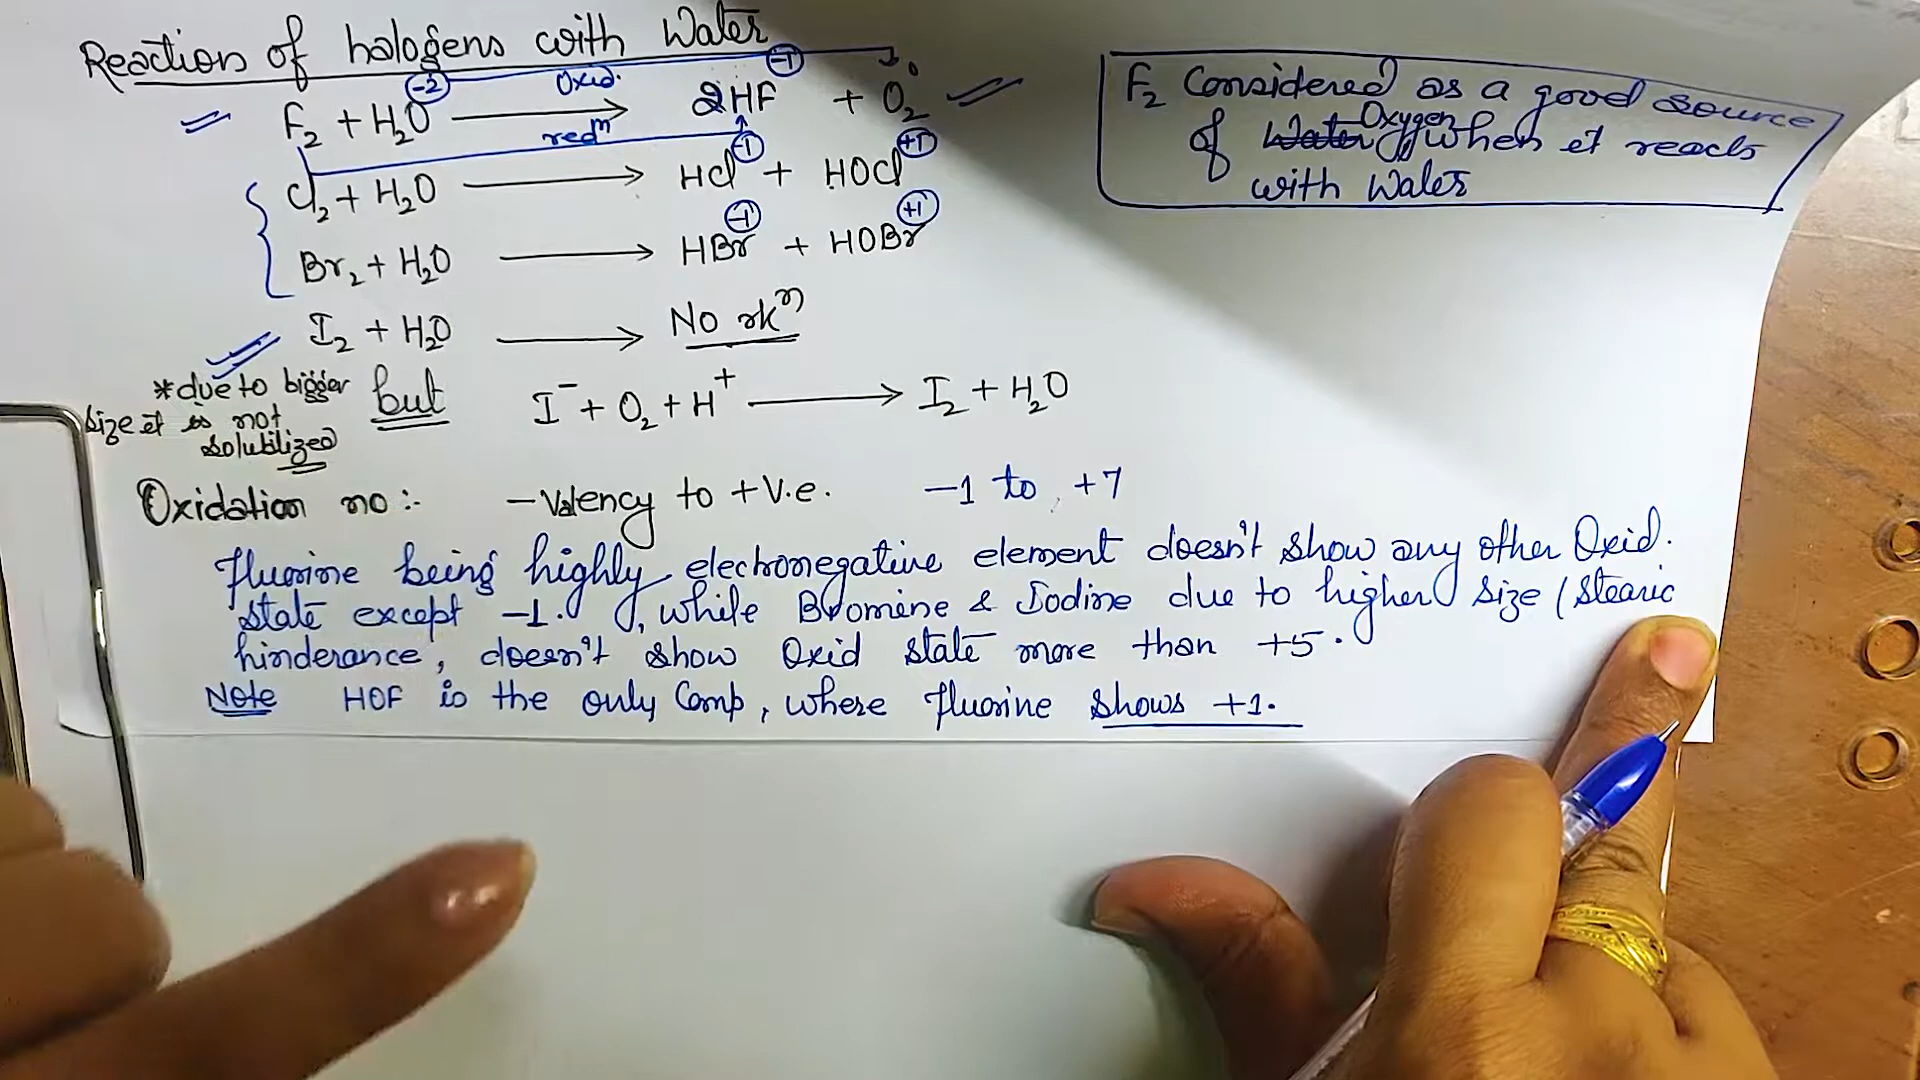 Reaction of halogens with Water
F₂ + H₂O⁻² —Oxid.→ 2HF⁻¹ + O₂⁰
redⁿ
Cl₂ + H₂O ⟶ HCl⁻¹ + HOCl⁺¹
Br₂ + H₂O ⟶ HBr⁻¹ + HOBr⁺¹
I₂ + H₂O ⟶ No rkⁿ
*due to bigger
size it is not
solubilized
but I⁻ + O₂ + H⁺ ⟶ I₂ + H₂O
F₂ Considered as a good source
of Water Oxygen when it reacts
with Water
Oxidation no :- -Valency to +V.e. -1 to +7
fluorine being highly electronegative element doesn't show any other Oxid.
state except -1. , while Bromine & Iodine due to higher size (stearic
hinderance, doesn't show Oxid state more than +5.
Note HOF is the only Comp, where fluorine shows +1.